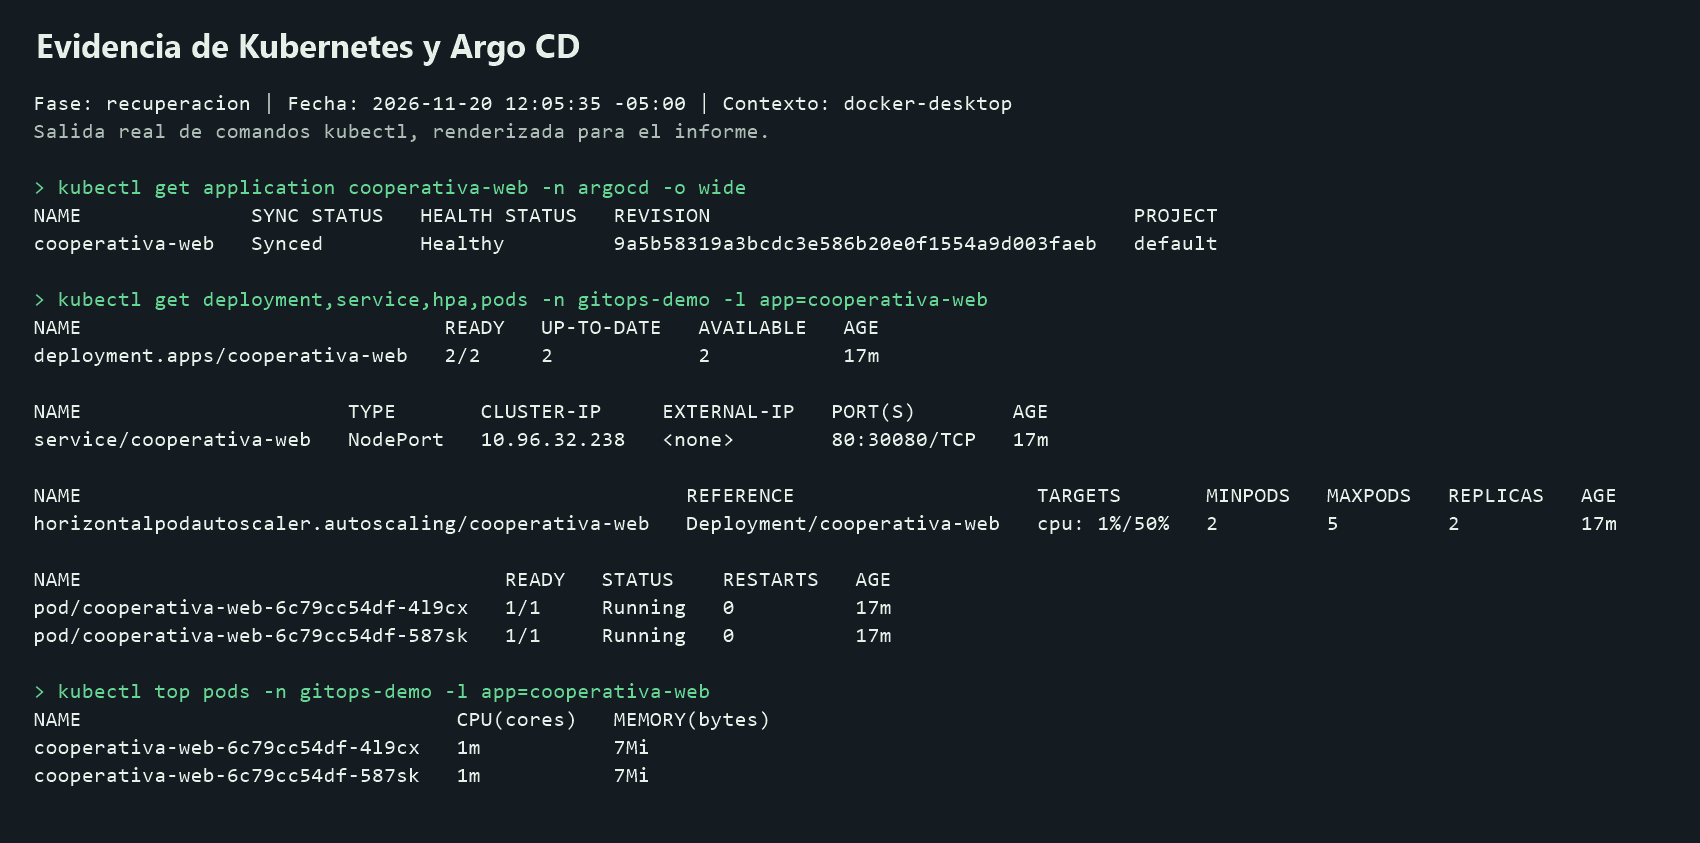 Evidencia de Kubernetes y Argo CD
Fase: recuperacion | Fecha: 2026-11-20 12:05:35 -05:00 | Contexto: docker-desktop
Salida real de comandos kubectl, renderizada para el informe.
> kubectl get application cooperativa-web -n argocd -o wide
NAME              SYNC STATUS   HEALTH STATUS   REVISION                                   PROJECT
cooperativa-web   Synced        Healthy         9a5b58319a3bcdc3e586b20e0f1554a9d003faeb   default
> kubectl get deployment,service,hpa,pods -n gitops-demo -l app=cooperativa-web
NAME                              READY   UP-TO-DATE   AVAILABLE   AGE
deployment.apps/cooperativa-web   2/2     2            2           17m
NAME                      TYPE       CLUSTER-IP     EXTERNAL-IP   PORT(S)        AGE
service/cooperativa-web   NodePort   10.96.32.238   <none>        80:30080/TCP   17m
NAME                                                  REFERENCE                    TARGETS       MINPODS   MAXPODS   REPLICAS   AGE
horizontalpodautoscaler.autoscaling/cooperativa-web   Deployment/cooperativa-web   cpu: 1%/50%   2         5         2          17m
NAME                                   READY   STATUS    RESTARTS   AGE
pod/cooperativa-web-6c79cc54df-4l9cx   1/1     Running   0          17m
pod/cooperativa-web-6c79cc54df-587sk   1/1     Running   0          17m
> kubectl top pods -n gitops-demo -l app=cooperativa-web
NAME                               CPU(cores)   MEMORY(bytes)
cooperativa-web-6c79cc54df-4l9cx   1m           7Mi
cooperativa-web-6c79cc54df-587sk   1m           7Mi